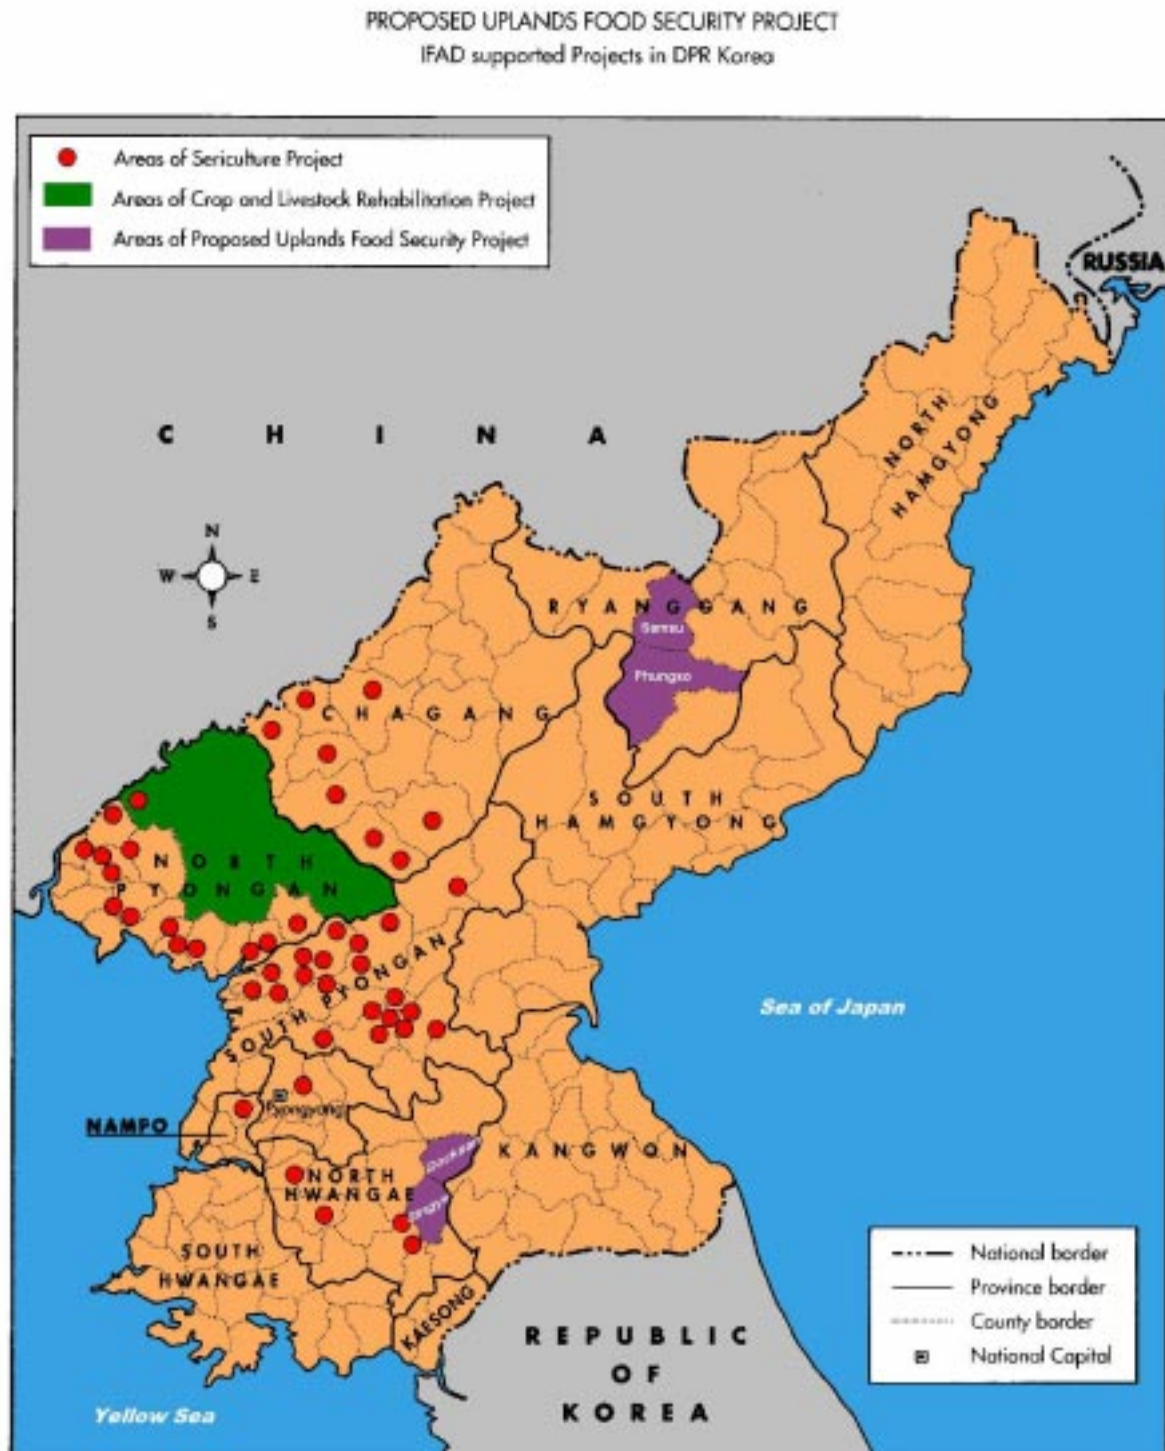 PROPOSED UPLANDS FOOD SECURITY PROJECT
IFAD supported Projects in DPR Korea
Areas of Sericulture Project
Areas of Crop and Livestock Rehabilitation Project
Areas of Proposed Uplands Food Security Project
RUSSIA
CHINA
NORTH
HAMGYONG
N
W E
S
RYANGGANG
Samsu
Phungso
CHAGANG
SOUTH
HAMGYONG
NORTH
PYONGAN
SOUTH PYONGAN
Sea of Japan
Pyongyang
NAMPO
KANGWON
NORTH
HWANGAE
SOUTH
HWANGAE
KAESONG
National border
Province border
County border
National Capital
REPUBLIC
OF
KOREA
Yellow Sea